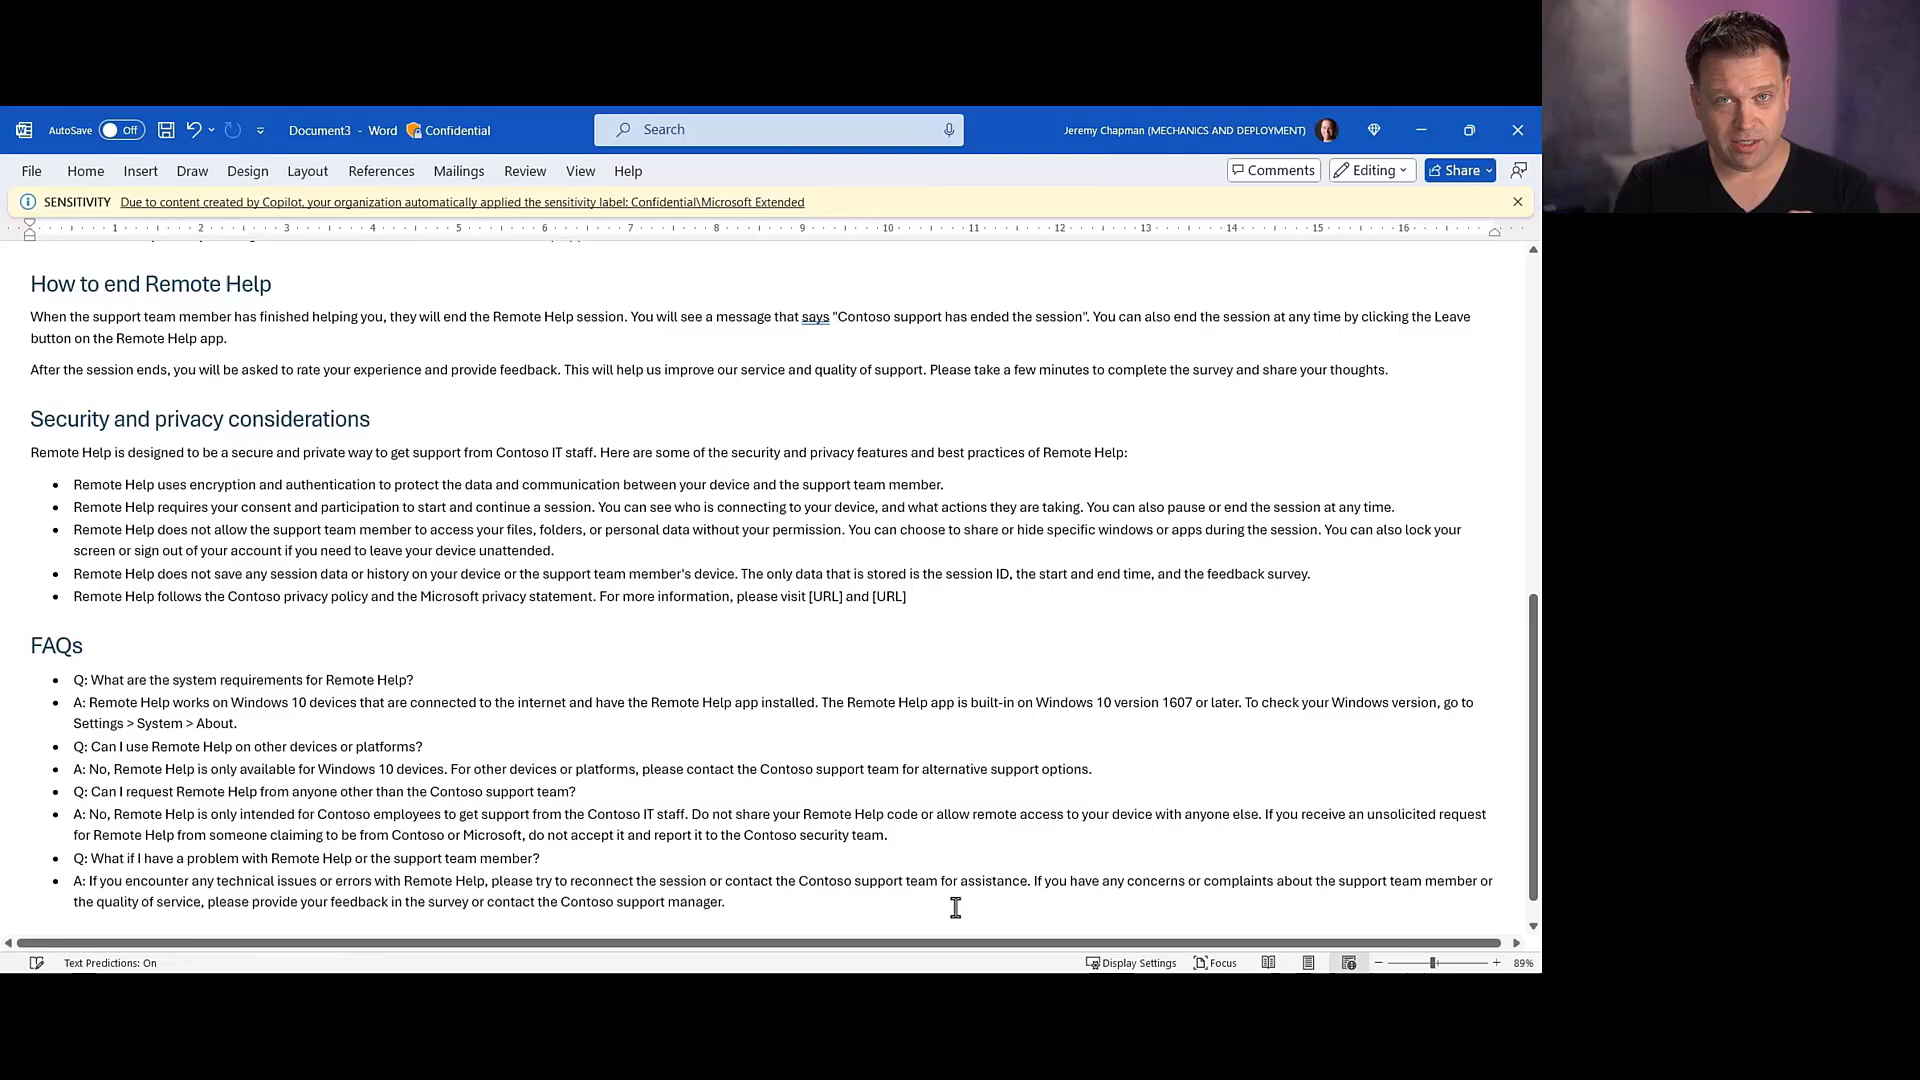 AutoSave Off Document3 - Word Confidential Search Jeremy Chapman (MECHANICS AND DEPLOYMENT)
File Home Insert Draw Design Layout References Mailings Review View Help Comments Editing Share
SENSITIVITY Due to content created by Copilot, your organization automatically applied the sensitivity label: Confidential\Microsoft Extended
1 2 3 4 5 6 7 8 9 10 11 12 13 14 15 16
How to end Remote Help
When the support team member has finished helping you, they will end the Remote Help session. You will see a message that says "Contoso support has ended the session". You can also end the session at any time by clicking the Leave
button on the Remote Help app.
After the session ends, you will be asked to rate your experience and provide feedback. This will help us improve our service and quality of support. Please take a few minutes to complete the survey and share your thoughts.
Security and privacy considerations
Remote Help is designed to be a secure and private way to get support from Contoso IT staff. Here are some of the security and privacy features and best practices of Remote Help:
• Remote Help uses encryption and authentication to protect the data and communication between your device and the support team member.
• Remote Help requires your consent and participation to start and continue a session. You can see who is connecting to your device, and what actions they are taking. You can also pause or end the session at any time.
• Remote Help does not allow the support team member to access your files, folders, or personal data without your permission. You can choose to share or hide specific windows or apps during the session. You can also lock your
screen or sign out of your account if you need to leave your device unattended.
• Remote Help does not save any session data or history on your device or the support team member's device. The only data that is stored is the session ID, the start and end time, and the feedback survey.
• Remote Help follows the Contoso privacy policy and the Microsoft privacy statement. For more information, please visit [URL] and [URL]
FAQs
• Q: What are the system requirements for Remote Help?
• A: Remote Help works on Windows 10 devices that are connected to the internet and have the Remote Help app installed. The Remote Help app is built-in on Windows 10 version 1607 or later. To check your Windows version, go to
Settings > System > About.
• Q: Can I use Remote Help on other devices or platforms?
• A: No, Remote Help is only available for Windows 10 devices. For other devices or platforms, please contact the Contoso support team for alternative support options.
• Q: Can I request Remote Help from anyone other than the Contoso support team?
• A: No, Remote Help is only intended for Contoso employees to get support from the Contoso IT staff. Do not share your Remote Help code or allow remote access to your device with anyone else. If you receive an unsolicited request
for Remote Help from someone claiming to be from Contoso or Microsoft, do not accept it and report it to the Contoso security team.
• Q: What if I have a problem with Remote Help or the support team member?
• A: If you encounter any technical issues or errors with Remote Help, please try to reconnect the session or contact the Contoso support team for assistance. If you have any concerns or complaints about the support team member or
the quality of service, please provide your feedback in the survey or contact the Contoso support manager.
Text Predictions: On Display Settings Focus 89%